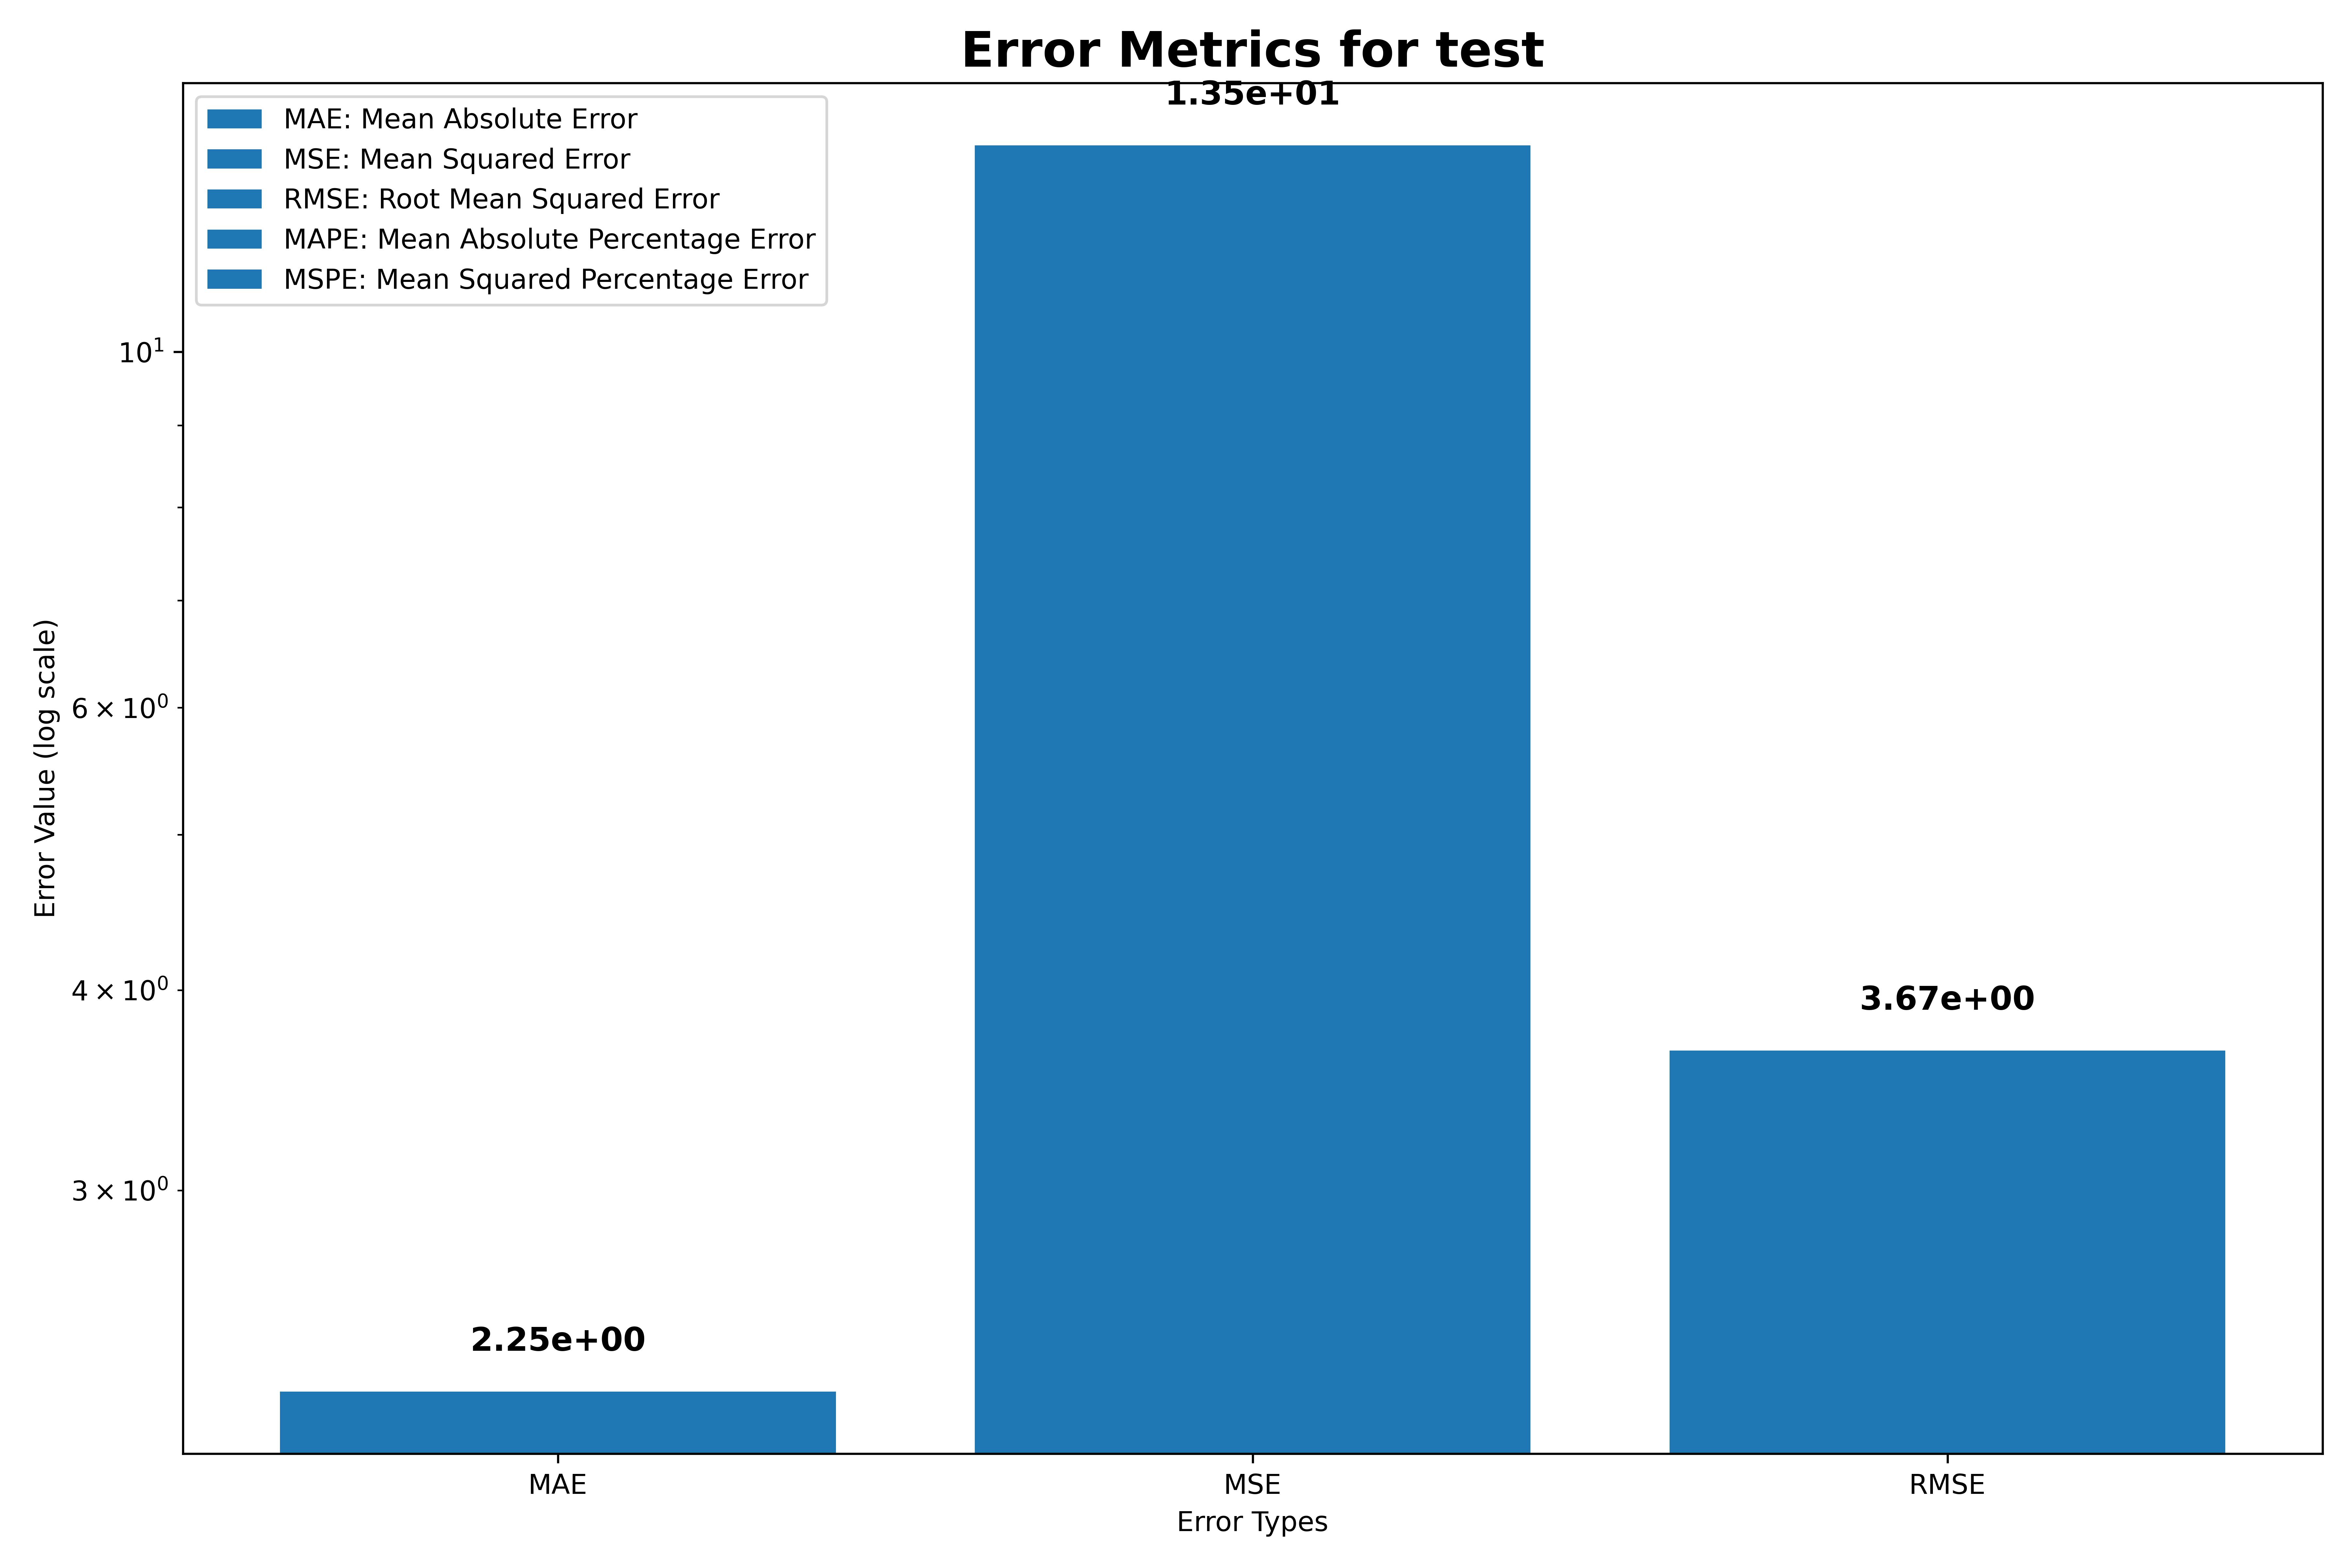 Error Metrics for test
1.35e+01
MAE: Mean Absolute Error
MSE: Mean Squared Error
RMSE: Root Mean Squared Error
MAPE: Mean Absolute Percentage Error
MSPE: Mean Squared Percentage Error
10¹
6 × 10⁰
4 × 10⁰
3 × 10⁰
Error Value (log scale)
3.67e+00
2.25e+00
MAE MSE RMSE
Error Types